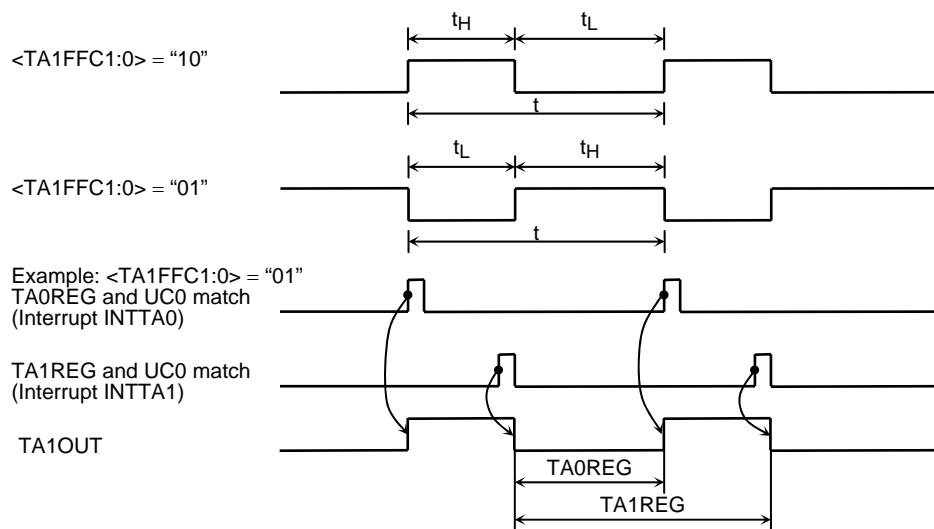 tH
tL
<TA1FFC1:0> = “10”
t
tL
tH
<TA1FFC1:0> = “01”
t
Example: <TA1FFC1:0> = “01”
TA0REG and UC0 match
(Interrupt INTTA0)
TA1REG and UC0 match
(Interrupt INTTA1)
TA1OUT
TA0REG
TA1REG